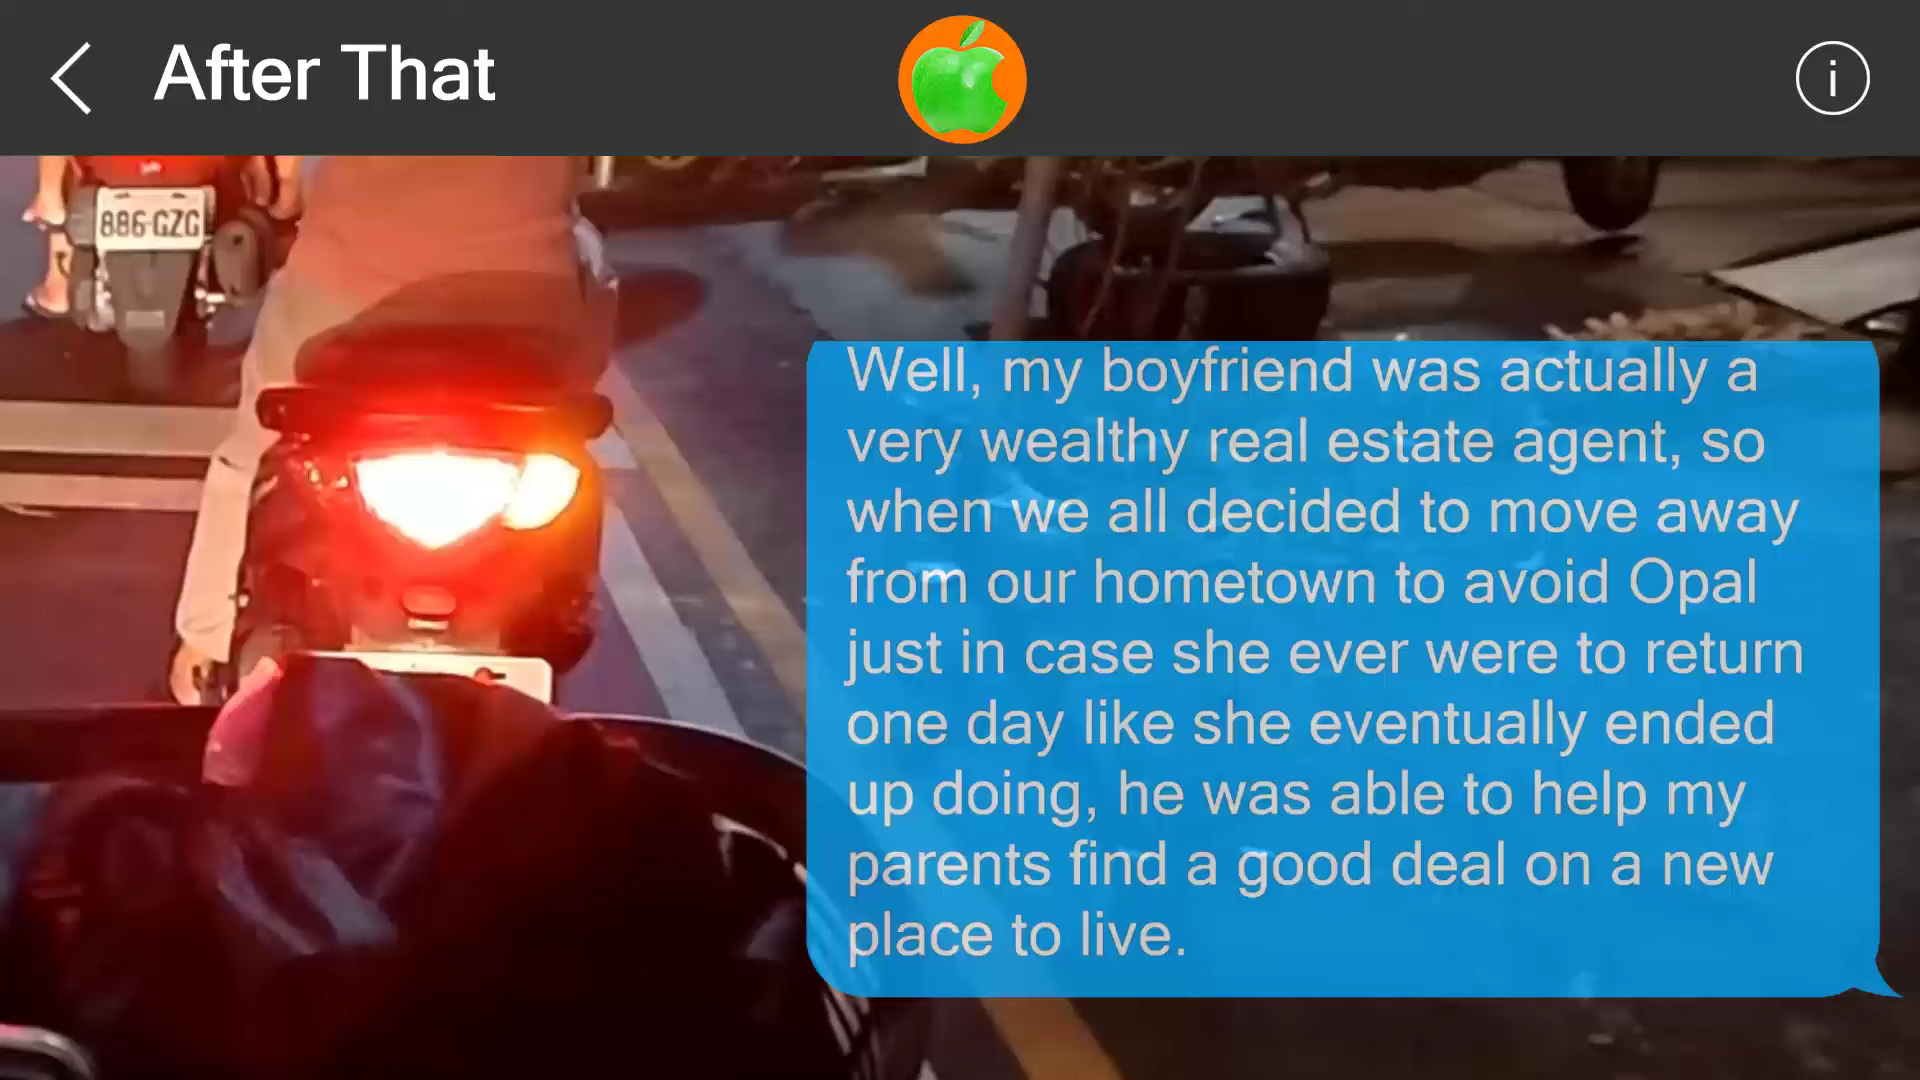 After That
i
886-GZG
Well, my boyfriend was actually a
very wealthy real estate agent, so
when we all decided to move away
from our hometown to avoid Opal
just in case she ever were to return
one day like she eventually ended
up doing, he was able to help my
parents find a good deal on a new
place to live.